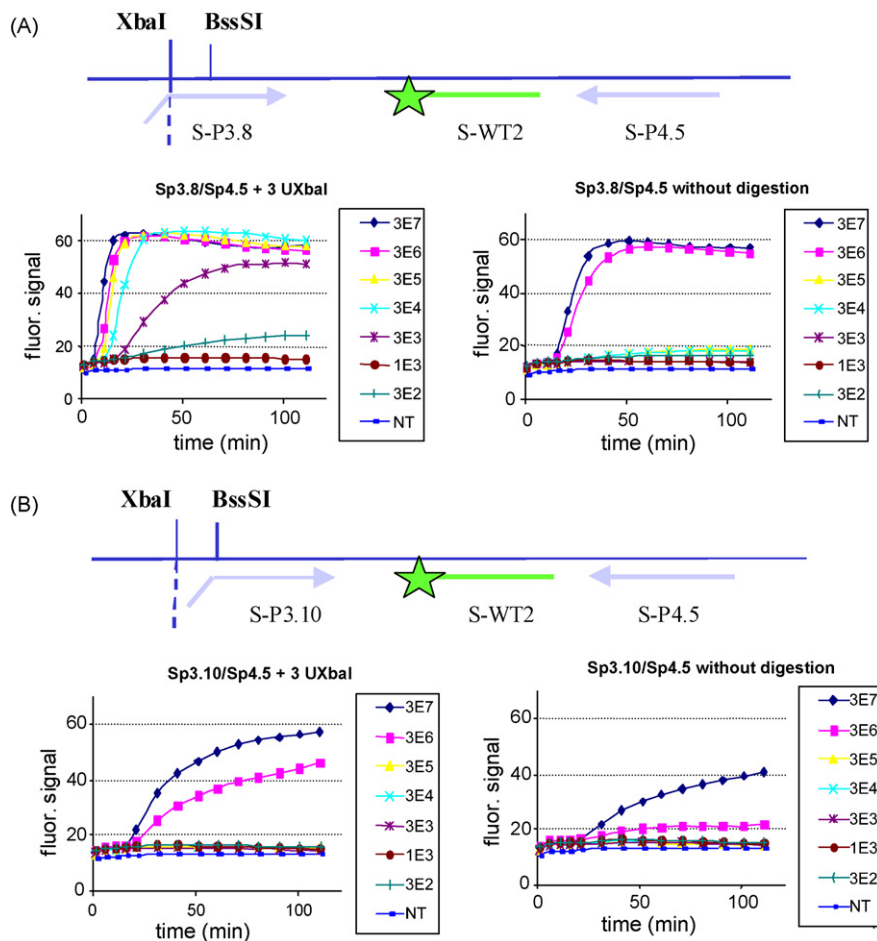 (A)
XbaI BssSI
S-P3.8 S-WT2 S-P4.5
Sp3.8/Sp4.5 + 3 UXbaI
fluor. signal
60
40
20
0
0 50 100
time (min)
3E7
3E6
3E5
3E4
3E3
1E3
3E2
NT
Sp3.8/Sp4.5 without digestion
fluor. signal
60
40
20
0
0 50 100
time (min)
3E7
3E6
3E5
3E4
3E3
1E3
3E2
NT
(B)
XbaI BssSI
S-P3.10 S-WT2 S-P4.5
Sp3.10/Sp4.5 + 3 UXbaI
fluor. signal
60
40
20
0
0 50 100
time (min)
3E7
3E6
3E5
3E4
3E3
1E3
3E2
NT
Sp3.10/Sp4.5 without digestion
fluor. signal
60
40
20
0
0 50 100
time (min)
3E7
3E6
3E5
3E4
3E3
1E3
3E2
NT